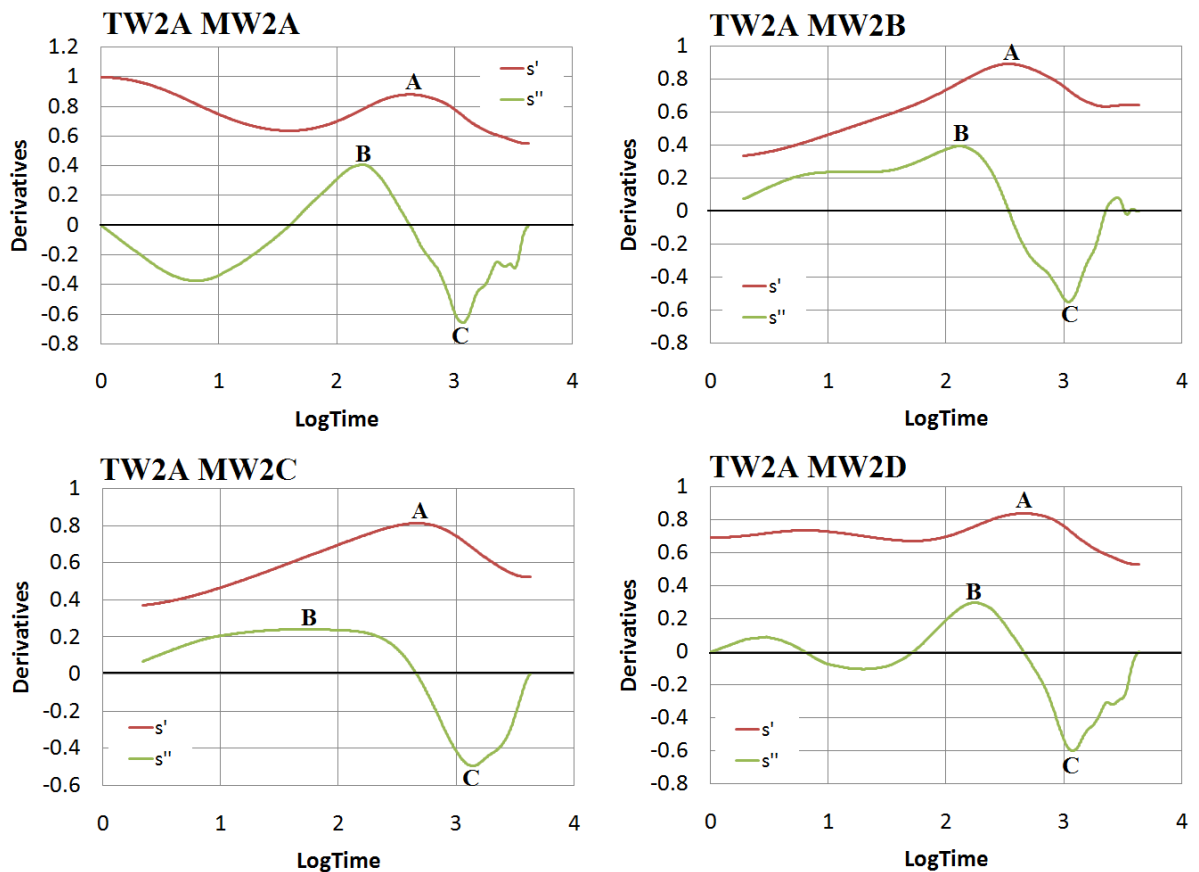 TW2A MW2A
Derivatives
1.2
1
0.8
0.6
0.4
0.2
0
-0.2
-0.4
-0.6
-0.8
A
B
C
s'
s''
0 1 2 3 4
LogTime
TW2A MW2B
Derivatives
1
0.8
0.6
0.4
0.2
0
-0.2
-0.4
-0.6
-0.8
A
B
C
s'
s''
0 1 2 3 4
LogTime
TW2A MW2C
Derivatives
1
0.8
0.6
0.4
0.2
0
-0.2
-0.4
-0.6
A
B
C
s'
s''
0 1 2 3 4
LogTime
TW2A MW2D
Derivatives
1
0.8
0.6
0.4
0.2
0
-0.2
-0.4
-0.6
-0.8
A
B
C
s'
s''
0 1 2 3 4
LogTime